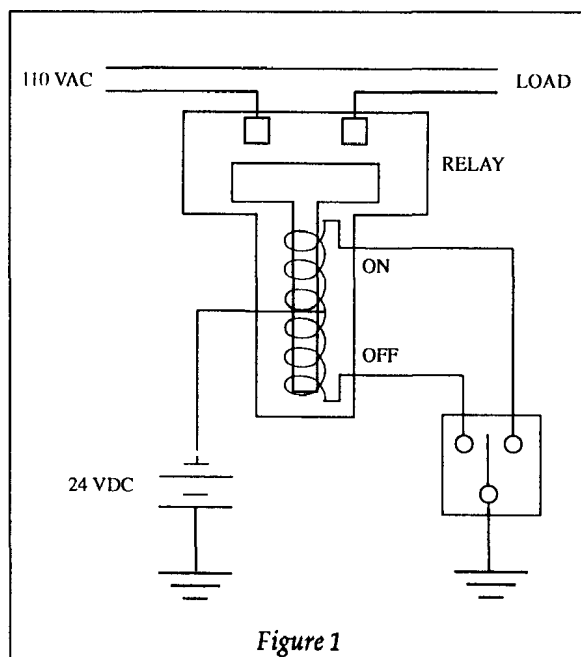 110 VAC
LOAD
RELAY
ON
OFF
24 VDC
Figure 1